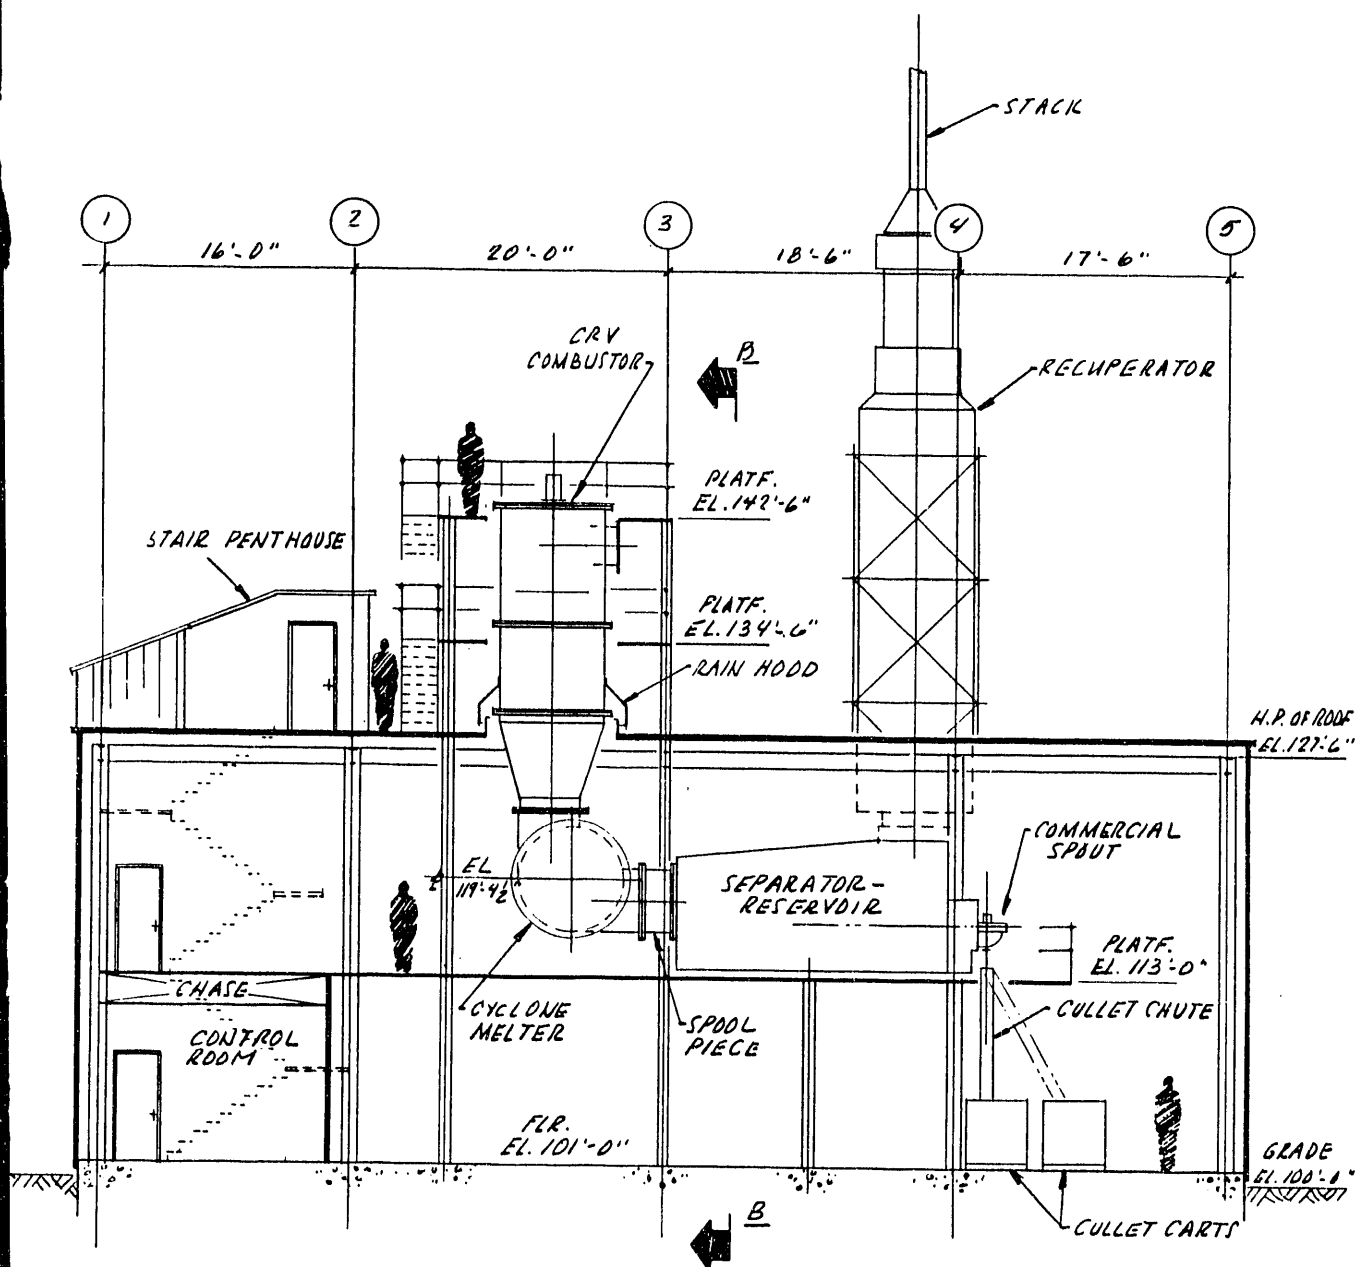 STACK
1
2
3
4
5
16'-0"
20'-0"
18'-6"
17'-6"
CRV
COMBUSTOR
B
RECUPERATOR
PLATF.
EL. 142'-6"
STAIR PENTHOUSE
PLATF.
EL. 134'-6"
RAIN HOOD
H.P. OF ROOF
EL. 127'-6"
COMMERCIAL
SPOUT
EL
119'-4½
SEPARATOR-
RESERVOIR
PLATF.
EL. 113'-0"
CHASE
CYCLONE
MELTER
SPOOL
PIECE
CULLET CHUTE
CONTROL
ROOM
FLR.
EL. 101'-0"
GRADE
EL. 100'-0"
B
CULLET CARTS